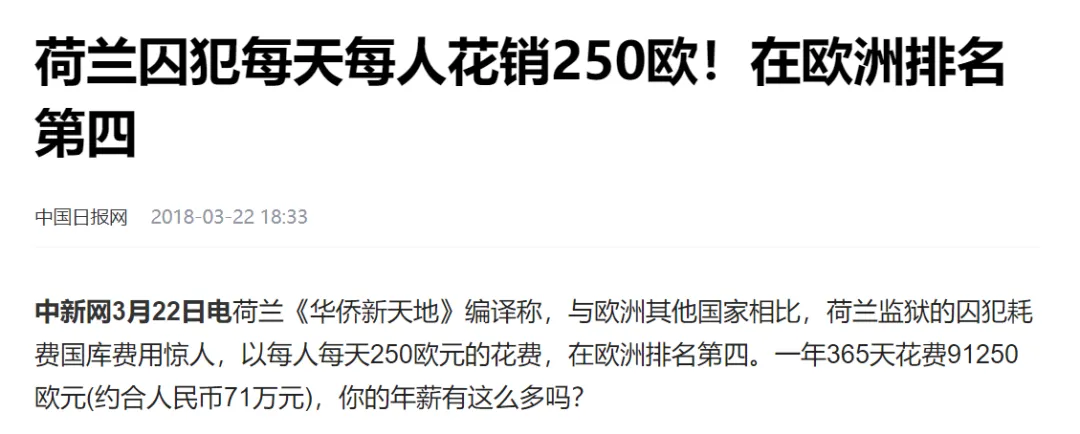 荷兰囚犯每天每人花销250欧！在欧洲排名
第四
中国日报网 2018-03-22 18:33
中新网3月22日电荷兰《华侨新天地》编译称，与欧洲其他国家相比，荷兰监狱的囚犯耗
费国库费用惊人，以每人每天250欧元的花费，在欧洲排名第四。一年365天花费91250
欧元(约合人民币71万元)，你的年薪有这么多吗？